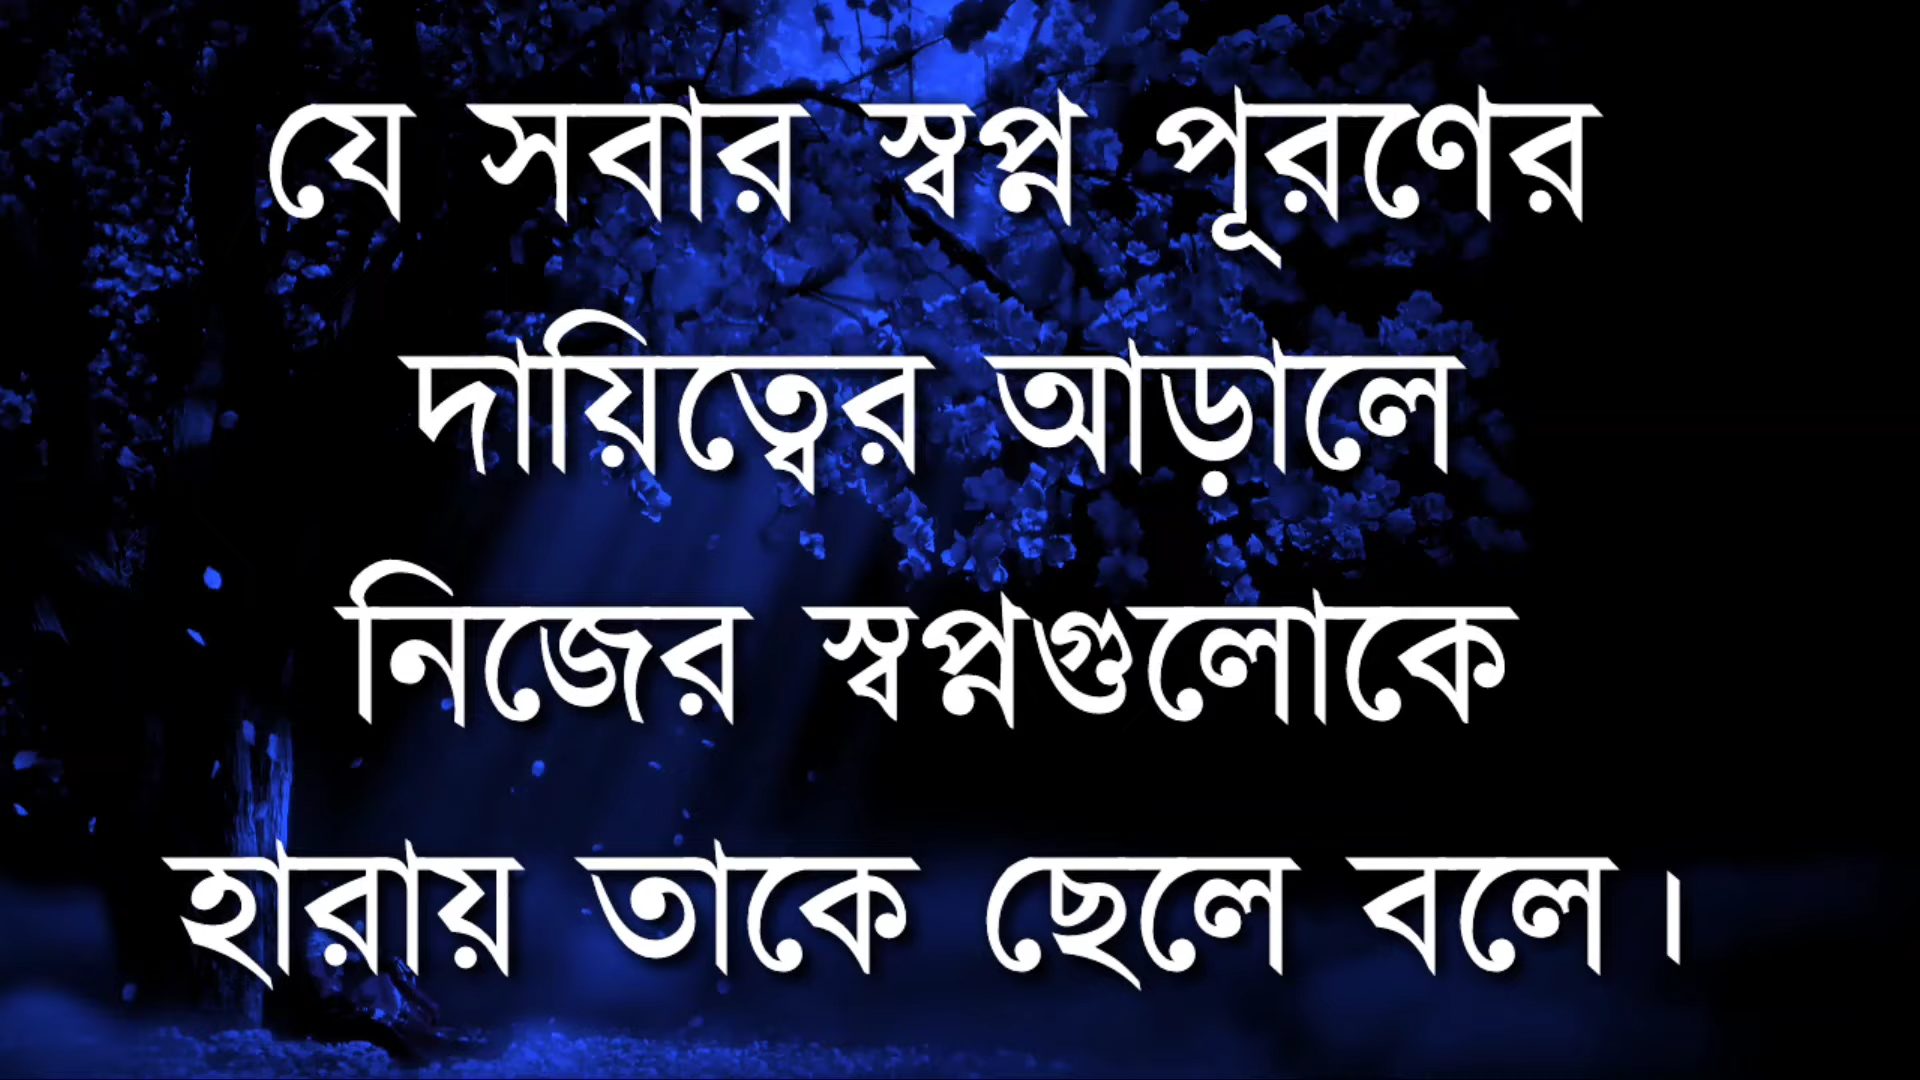 যে সবার স্বপ্ন পূরণের
দায়িত্বের আড়ালে
নিজের স্বপ্নগুলোকে
হারায় তাকে ছেলে বলে।